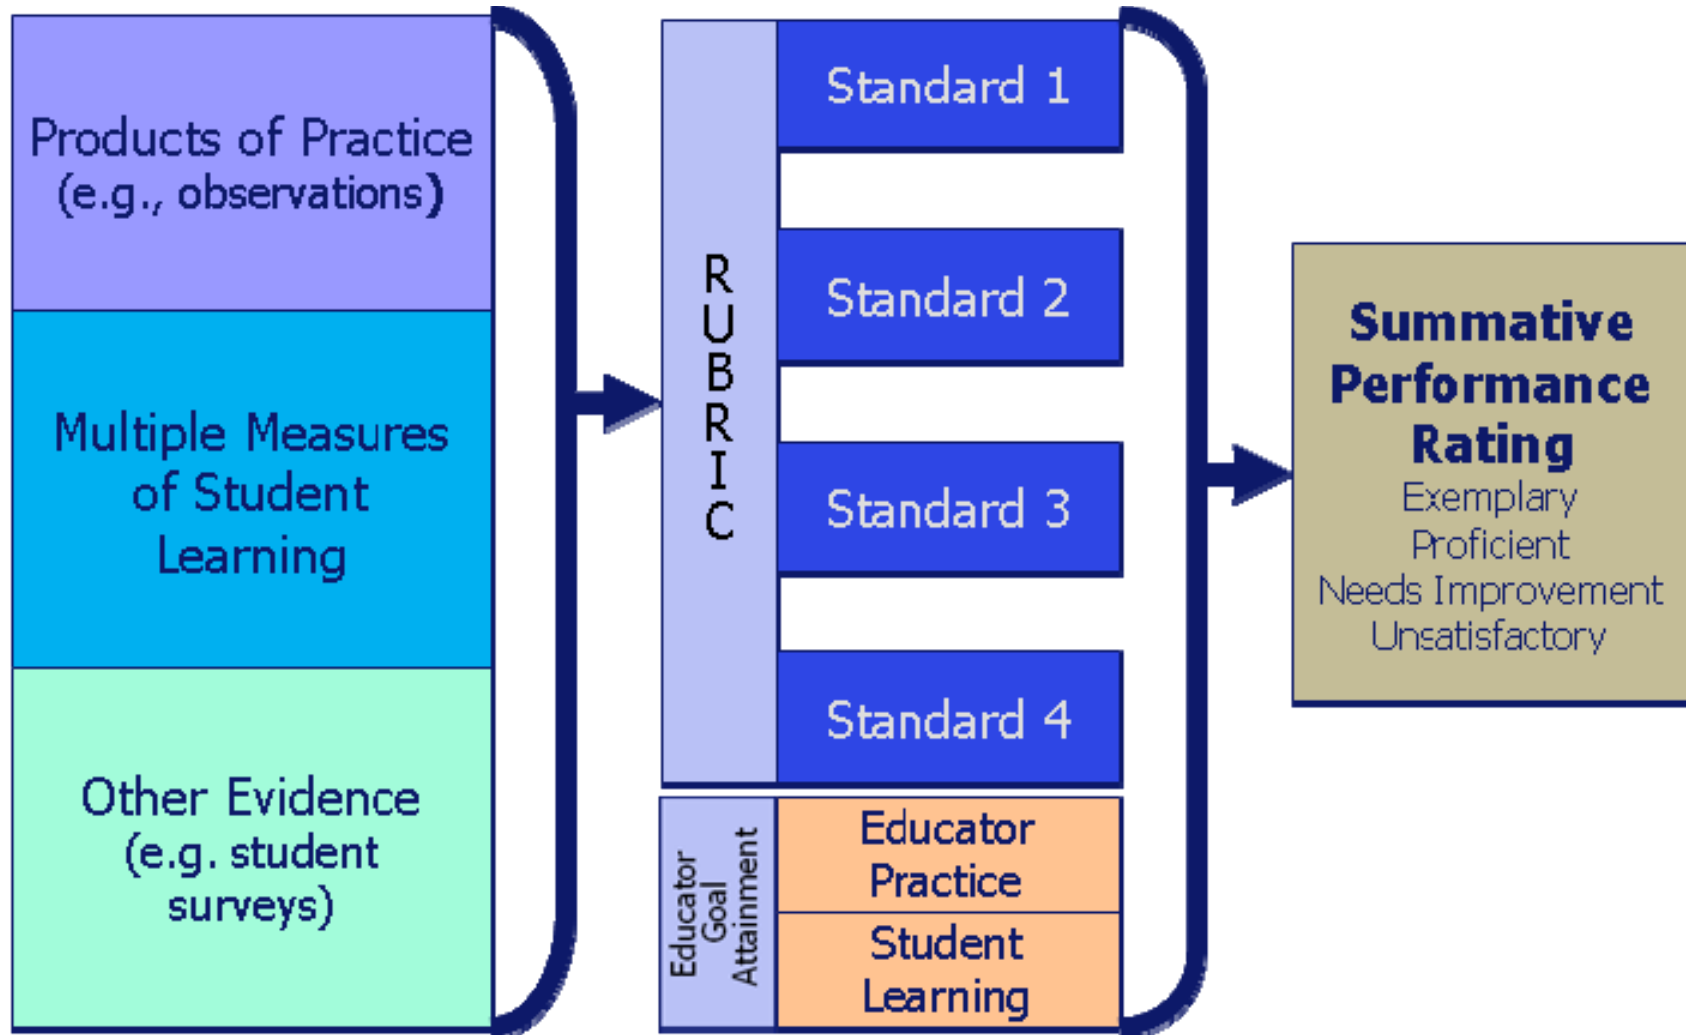 Products of Practice
(e.g., observations)
Multiple Measures
of Student
Learning
Other Evidence
(e.g. student
surveys)
RUBRIC
Standard 1
Standard 2
Standard 3
Standard 4
Educator
Goal
Attainment
Educator
Practice
Student
Learning
Summative
Performance
Rating
Exemplary
Proficient
Needs Improvement
Unsatisfactory